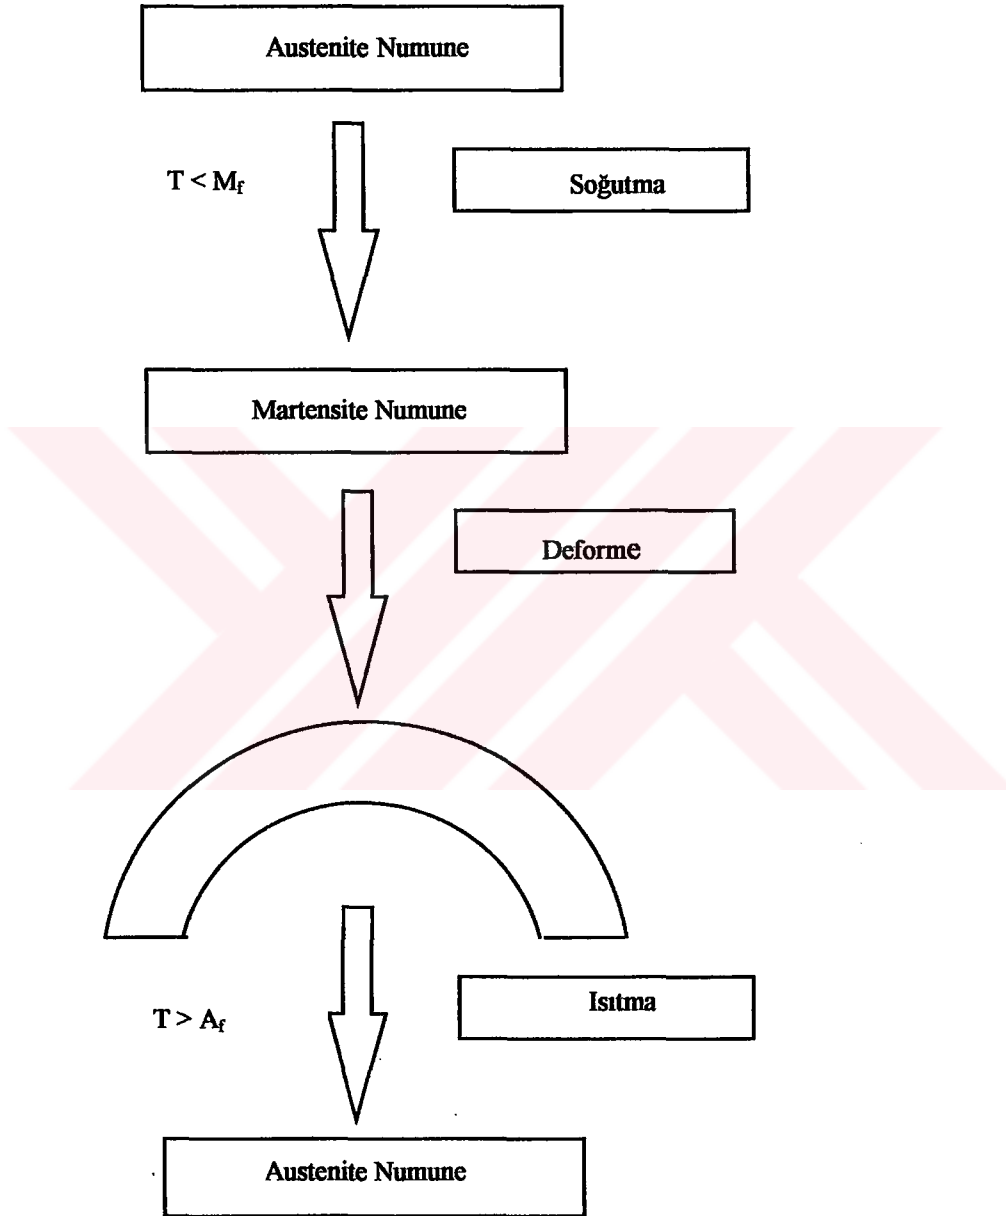 Austenite Numune
T < Mf
Soğutma
Martensite Numune
Deforme
T > Af
Isıtma
Austenite Numune